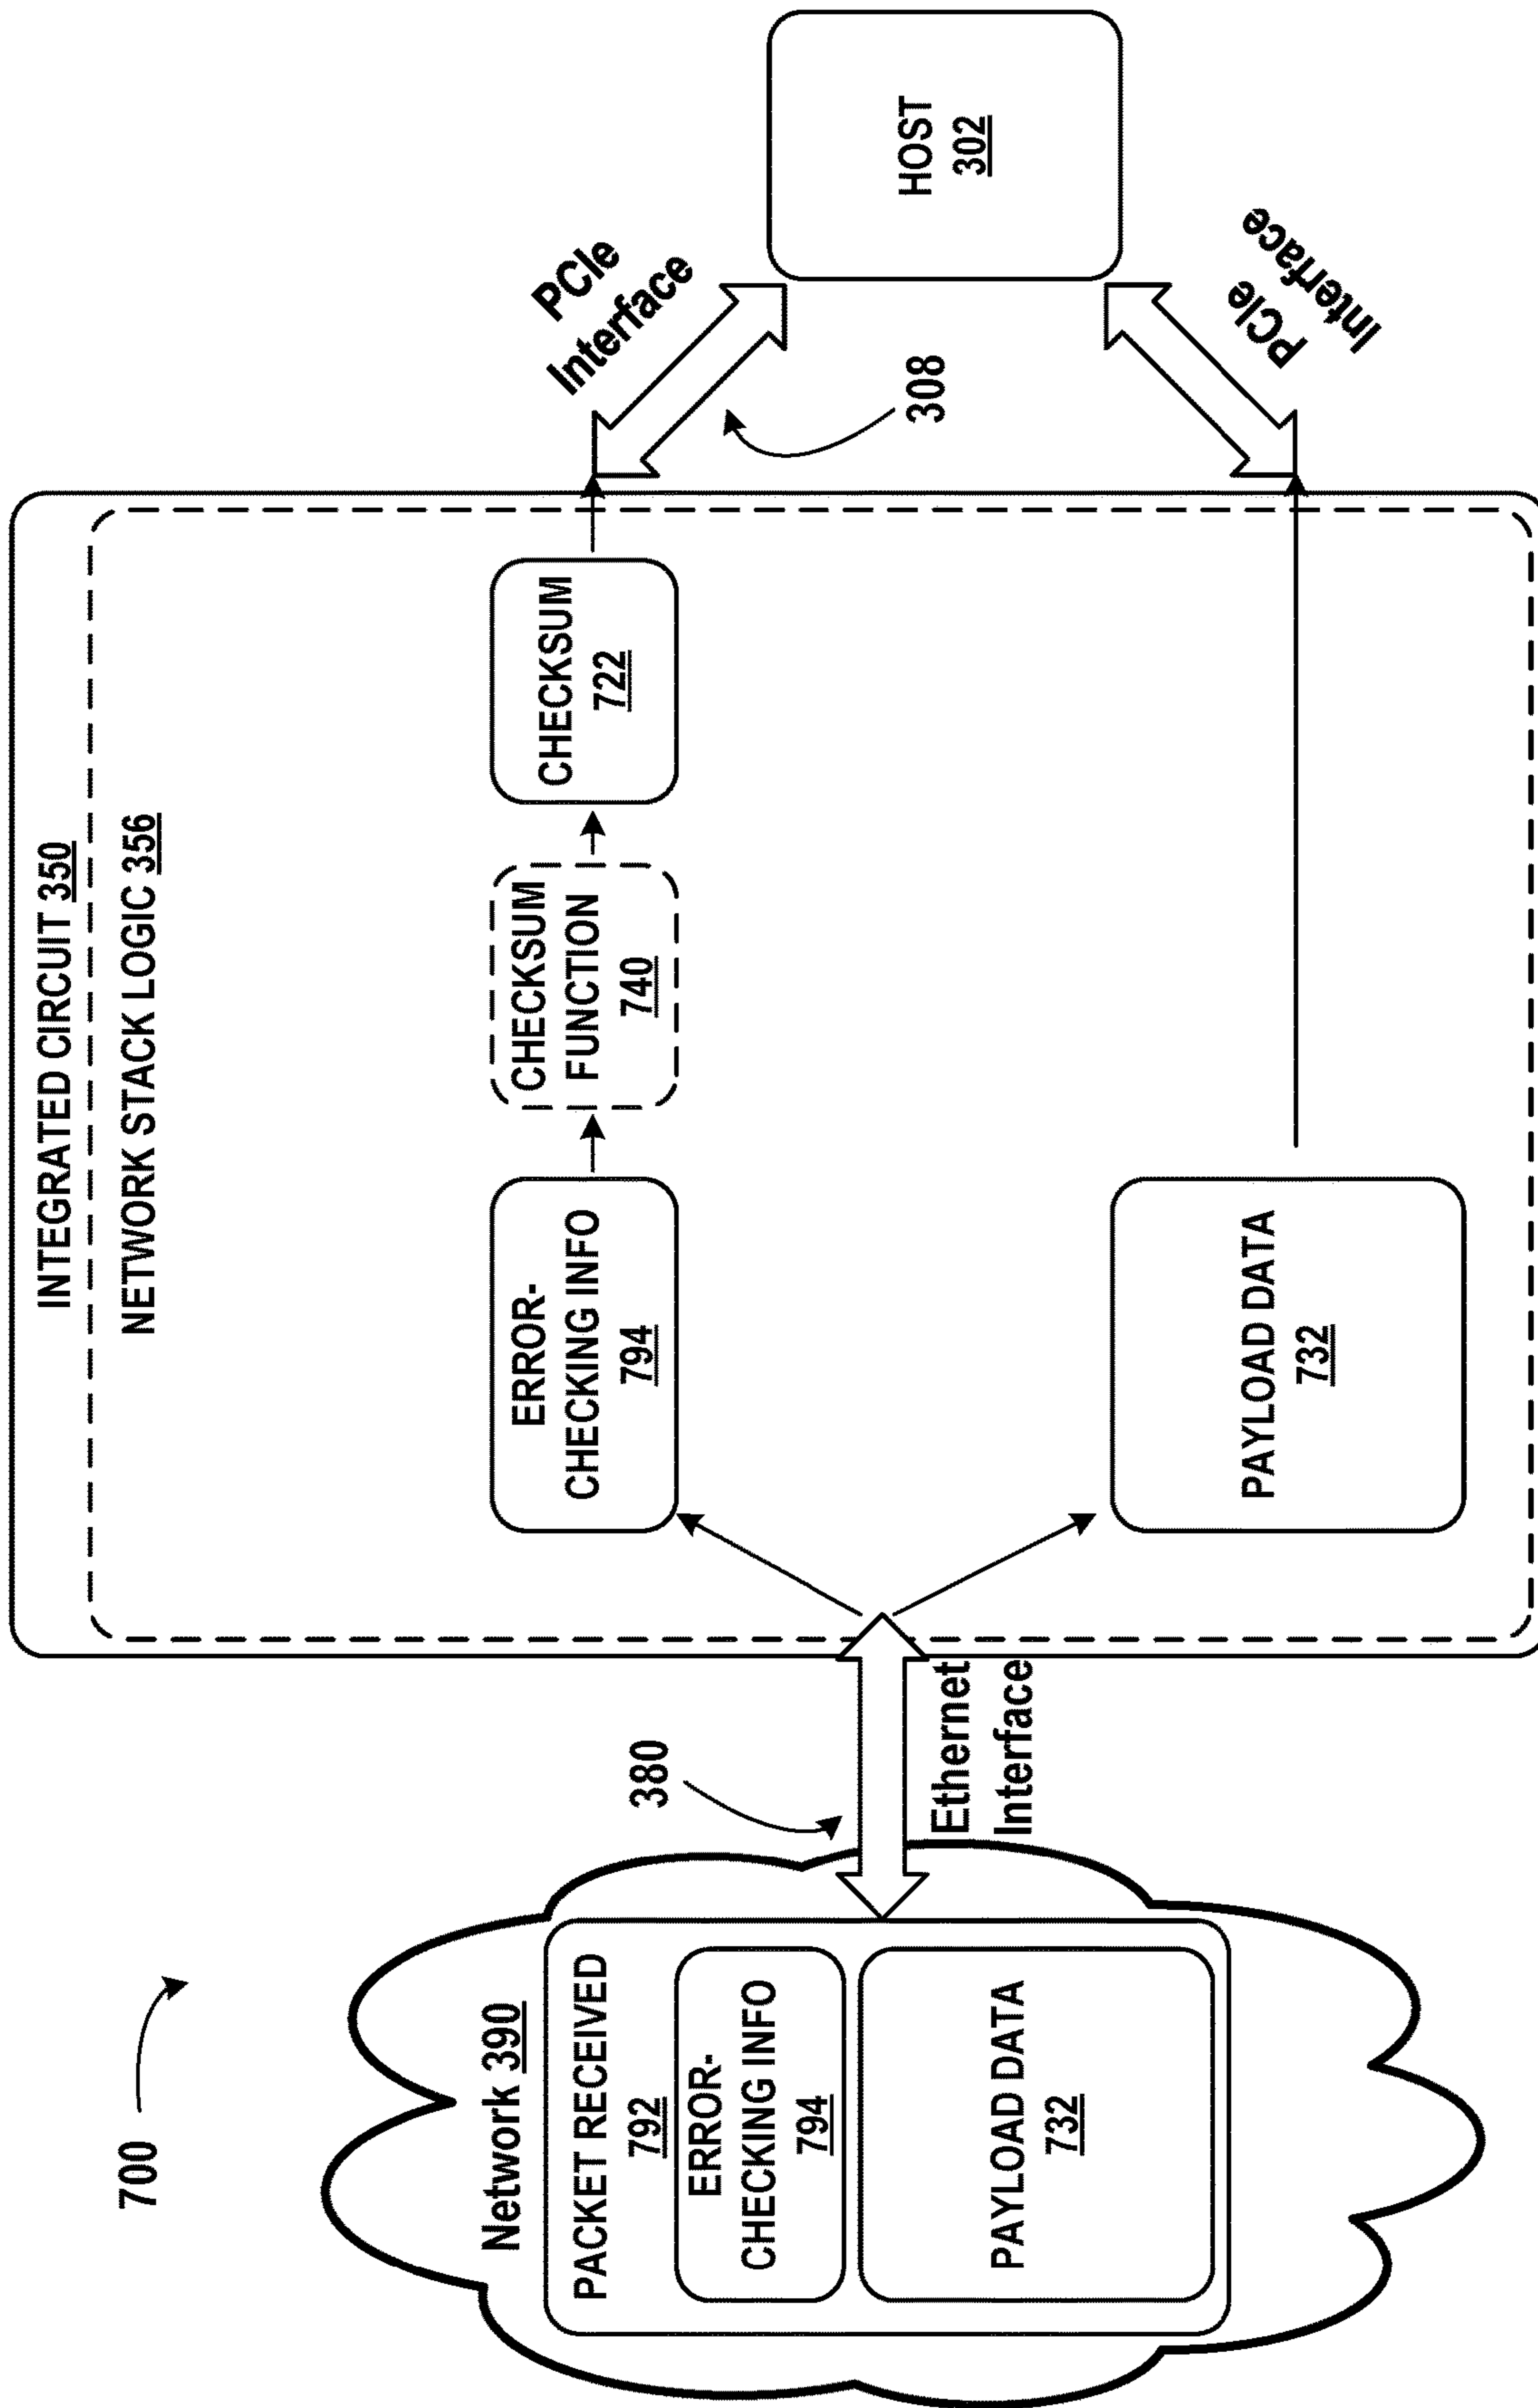 700
Network 390
PACKET RECEIVED
792
ERROR-
CHECKING INFO
794
PAYLOAD DATA
732
380
Ethernet
Interface
INTEGRATED CIRCUIT 350
NETWORK STACK LOGIC 356
ERROR-
CHECKING INFO
794
CHECKSUM
FUNCTION
740
CHECKSUM
722
PAYLOAD DATA
732
PCIe
Interface
308
HOST
302
PCIe
Interface